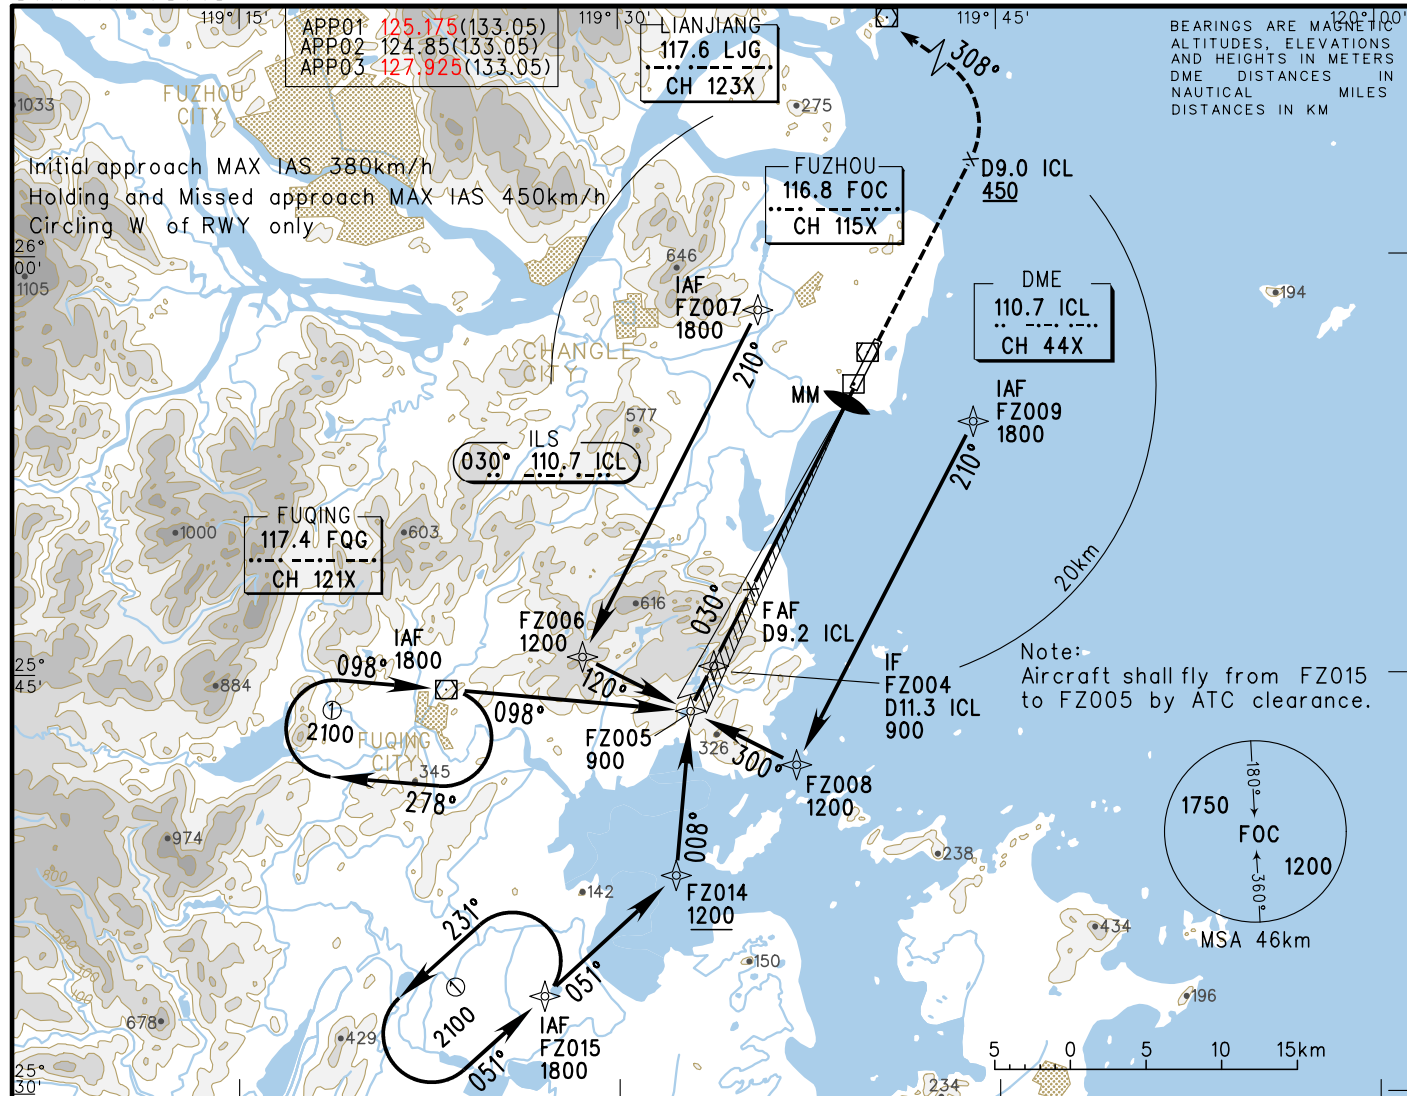 119° 15'
119° 30'
119° 45'
120° 00'
APP01 125.175(133.05)
APP02 124.85(133.05)
APP03 127.925(133.05)
LIANJIANG
117.6 LJG
CH 123X
308°
BEARINGS ARE MAGNETIC
ALTITUDES, ELEVATIONS
AND HEIGHTS IN METERS
DME DISTANCES IN
NAUTICAL MILES
DISTANCES IN KM
1033
FUZHOU
CITY
275
Initial approach MAX IAS 380km/h
Holding and Missed approach MAX IAS 450km/h
Circling W of RWY only
FUZHOU
116.8 FOC
CH 115X
D9.0 ICL
450
26°
00'
1105
646
IAF
FZ007
1800
DME
110.7 ICL
CH 44X
194
CHANGLE
CITY
210°
MM
IAF
FZ009
1800
577
210°
ILS
030° 110.7 ICL
FUQING
117.4 FQG
CH 121X
1000
603
20km
616
030°
FAF
D9.2 ICL
FZ006
1200
IAF
1800
098°
120°
25°
45'
884
IF
FZ004
D11.3 ICL
900
Note:
Aircraft shall fly from FZ015
to FZ005 by ATC clearance.
1
2100
098°
FUQING
CITY
FZ005
900
326
300°
345
278°
FZ008
1200
180°
1750
FOC
1200
360°
MSA 46km
974
008°
238
500
142
FZ014
1200
231°
434
500
500
400
150
051°
1
2100
196
678
429
IAF
FZ015
1800
051°
5 0 5 10 15km
25°
30'
234